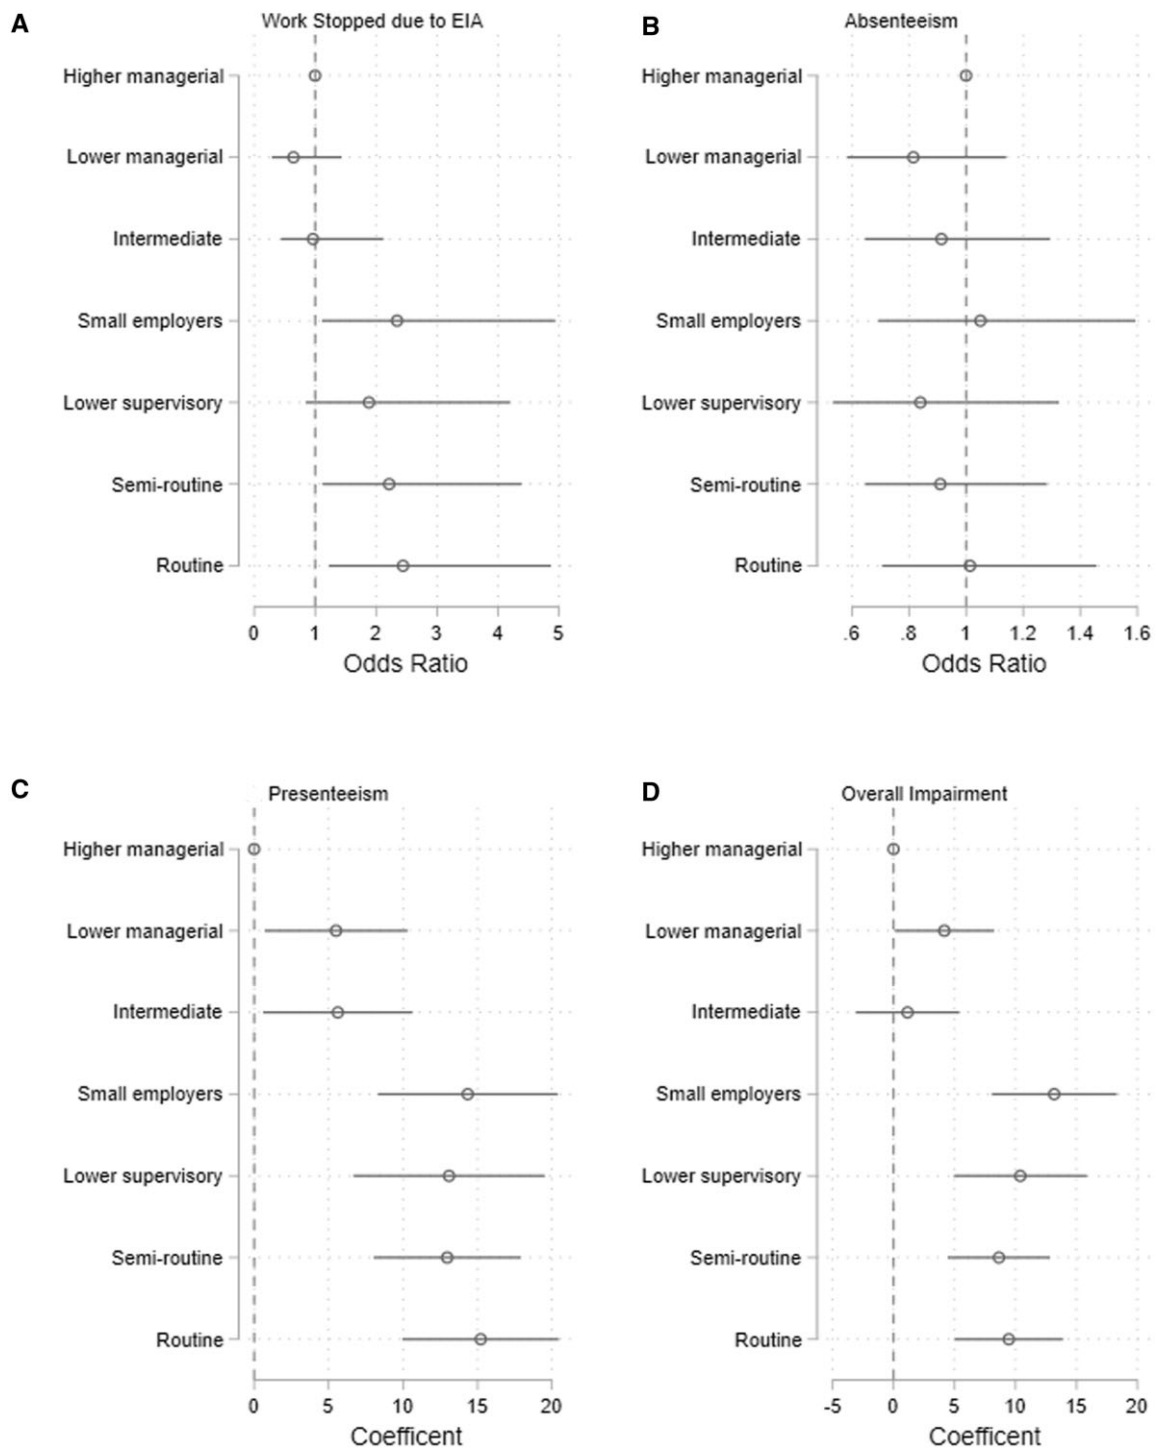 A
Work Stopped due to EIA
Higher managerial
Lower managerial
Intermediate
Small employers
Lower supervisory
Semi-routine
Routine
0 1 2 3 4 5
Odds Ratio
B
Absenteeism
Higher managerial
Lower managerial
Intermediate
Small employers
Lower supervisory
Semi-routine
Routine
.6 .8 1 1.2 1.4 1.6
Odds Ratio
C
Presenteeism
Higher managerial
Lower managerial
Intermediate
Small employers
Lower supervisory
Semi-routine
Routine
0 5 10 15 20
Coefficent
D
Overall Impairment
Higher managerial
Lower managerial
Intermediate
Small employers
Lower supervisory
Semi-routine
Routine
-5 0 5 10 15 20
Coefficent